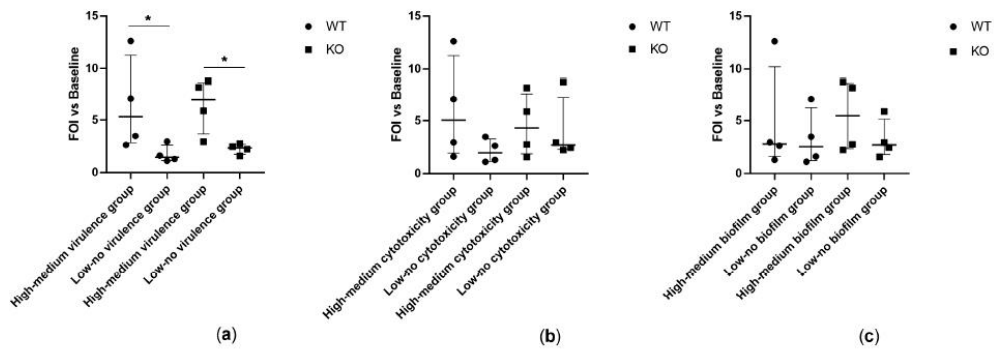 15
10
5
0
FOI vs Baseline
*
*
WT
KO
High-medium virulence group
Low-no virulence group
High-medium virulence group
Low-no virulence group
(a)
15
10
5
0
FOI vs Baseline
WT
KO
High-medium cytotoxicity group
Low-no cytotoxicity group
High-medium cytotoxicity group
Low-no cytotoxicity group
(b)
15
10
5
0
FOI vs Baseline
WT
KO
High-medium biofilm group
Low-no biofilm group
High-medium biofilm group
Low-no biofilm group
(c)